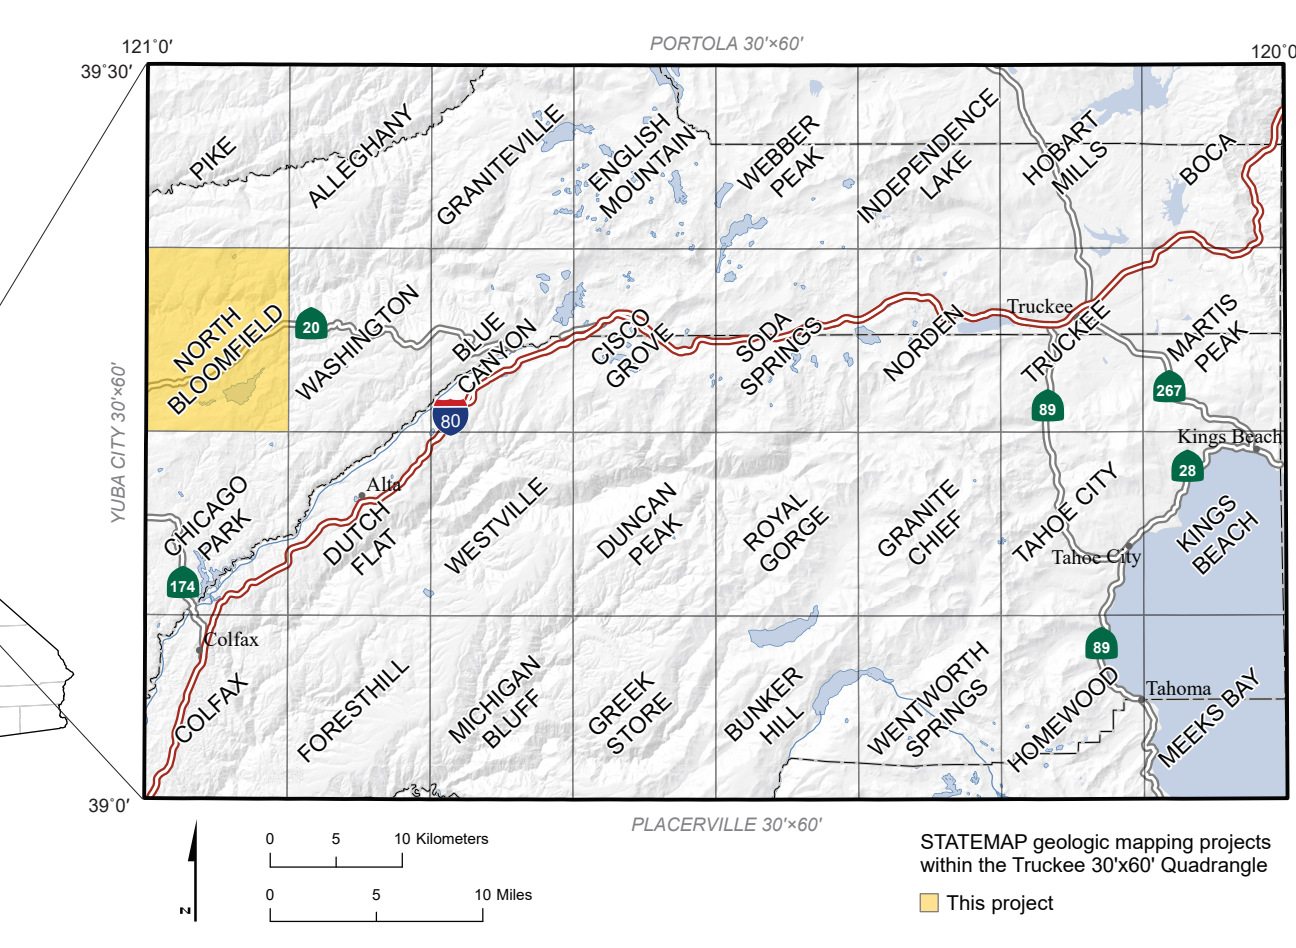 PORTOLA 30'×60'
121˚0'
120˚0
39˚30'
PIKE
ALLEGHANY
GRANITEVILLE
ENGLISH
MOUNTAIN
WEBBER
PEAK
INDEPENDENCE
LAKE
HOBART
MILLS
BOCA
NORTH
BLOOMFIELD
20
WASHINGTON
BLUE
CANYON
80
CISCO
GROVE
SODA
SPRINGS
NORDEN
Truckee
TRUCKEE
89
MARTIS
PEAK
267
Kings Beach
28
YUBA CITY 30'×60'
CHICAGO
PARK
174
Alta
DUTCH
FLAT
WESTVILLE
DUNCAN
PEAK
ROYAL
GORGE
GRANITE
CHIEF
TAHOE CITY
Tahoe City
KINGS
BEACH
Colfax
COLFAX
FORESTHILL
MICHIGAN
BLUFF
GREEK
STORE
BUNKER
HILL
WENTWORTH
SPRINGS
HOMEWOOD
89
Tahoma
MEEKS BAY
39˚0'
PLACERVILLE 30'×60'
N
0 5 10 Kilometers
0 5 10 Miles
STATEMAP geologic mapping projects
within the Truckee 30'x60' Quadrangle
This project